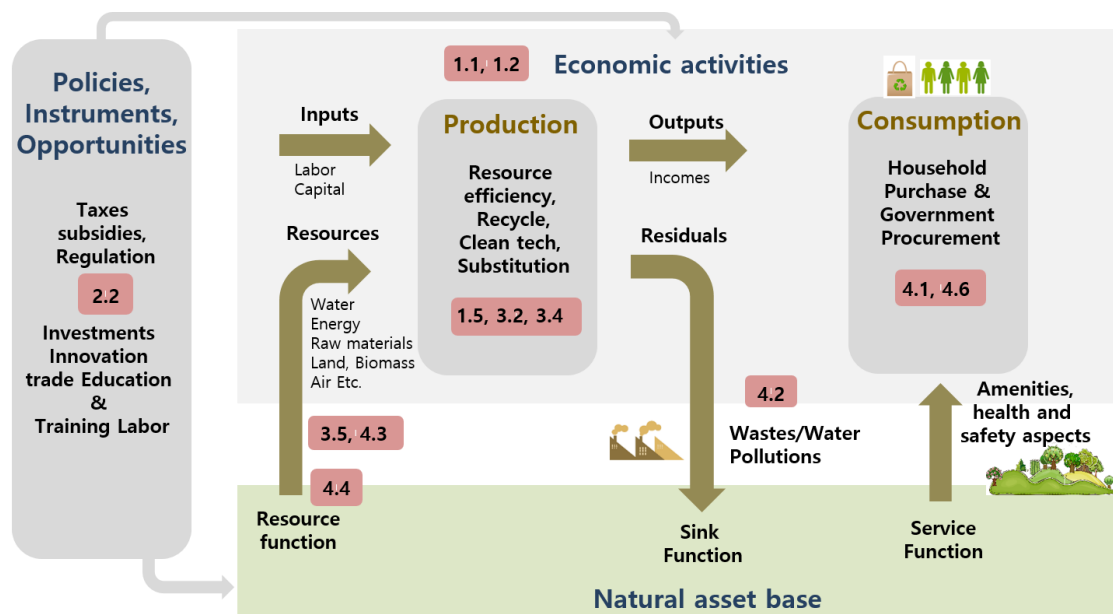 Policies,
Instruments,
Opportunities
Taxes
subsidies,
Regulation
2.2
Investments
Innovation
trade Education
&
Training Labor
1.1, 1.2
Economic activities
Inputs
Labor
Capital
Resources
Water
Energy
Raw materials
Land, Biomass
Air Etc.
3.5, 4.3
4.4
Resource
function
Production
Resource
efficiency,
Recycle,
Clean tech,
Substitution
1.5, 3.2, 3.4
Outputs
Incomes
Residuals
4.2
Wastes/Water
Pollutions
Sink
Function
Consumption
Household
Purchase &
Government
Procurement
4.1, 4.6
Amenities,
health and
safety aspects
Service
Function
Natural asset base